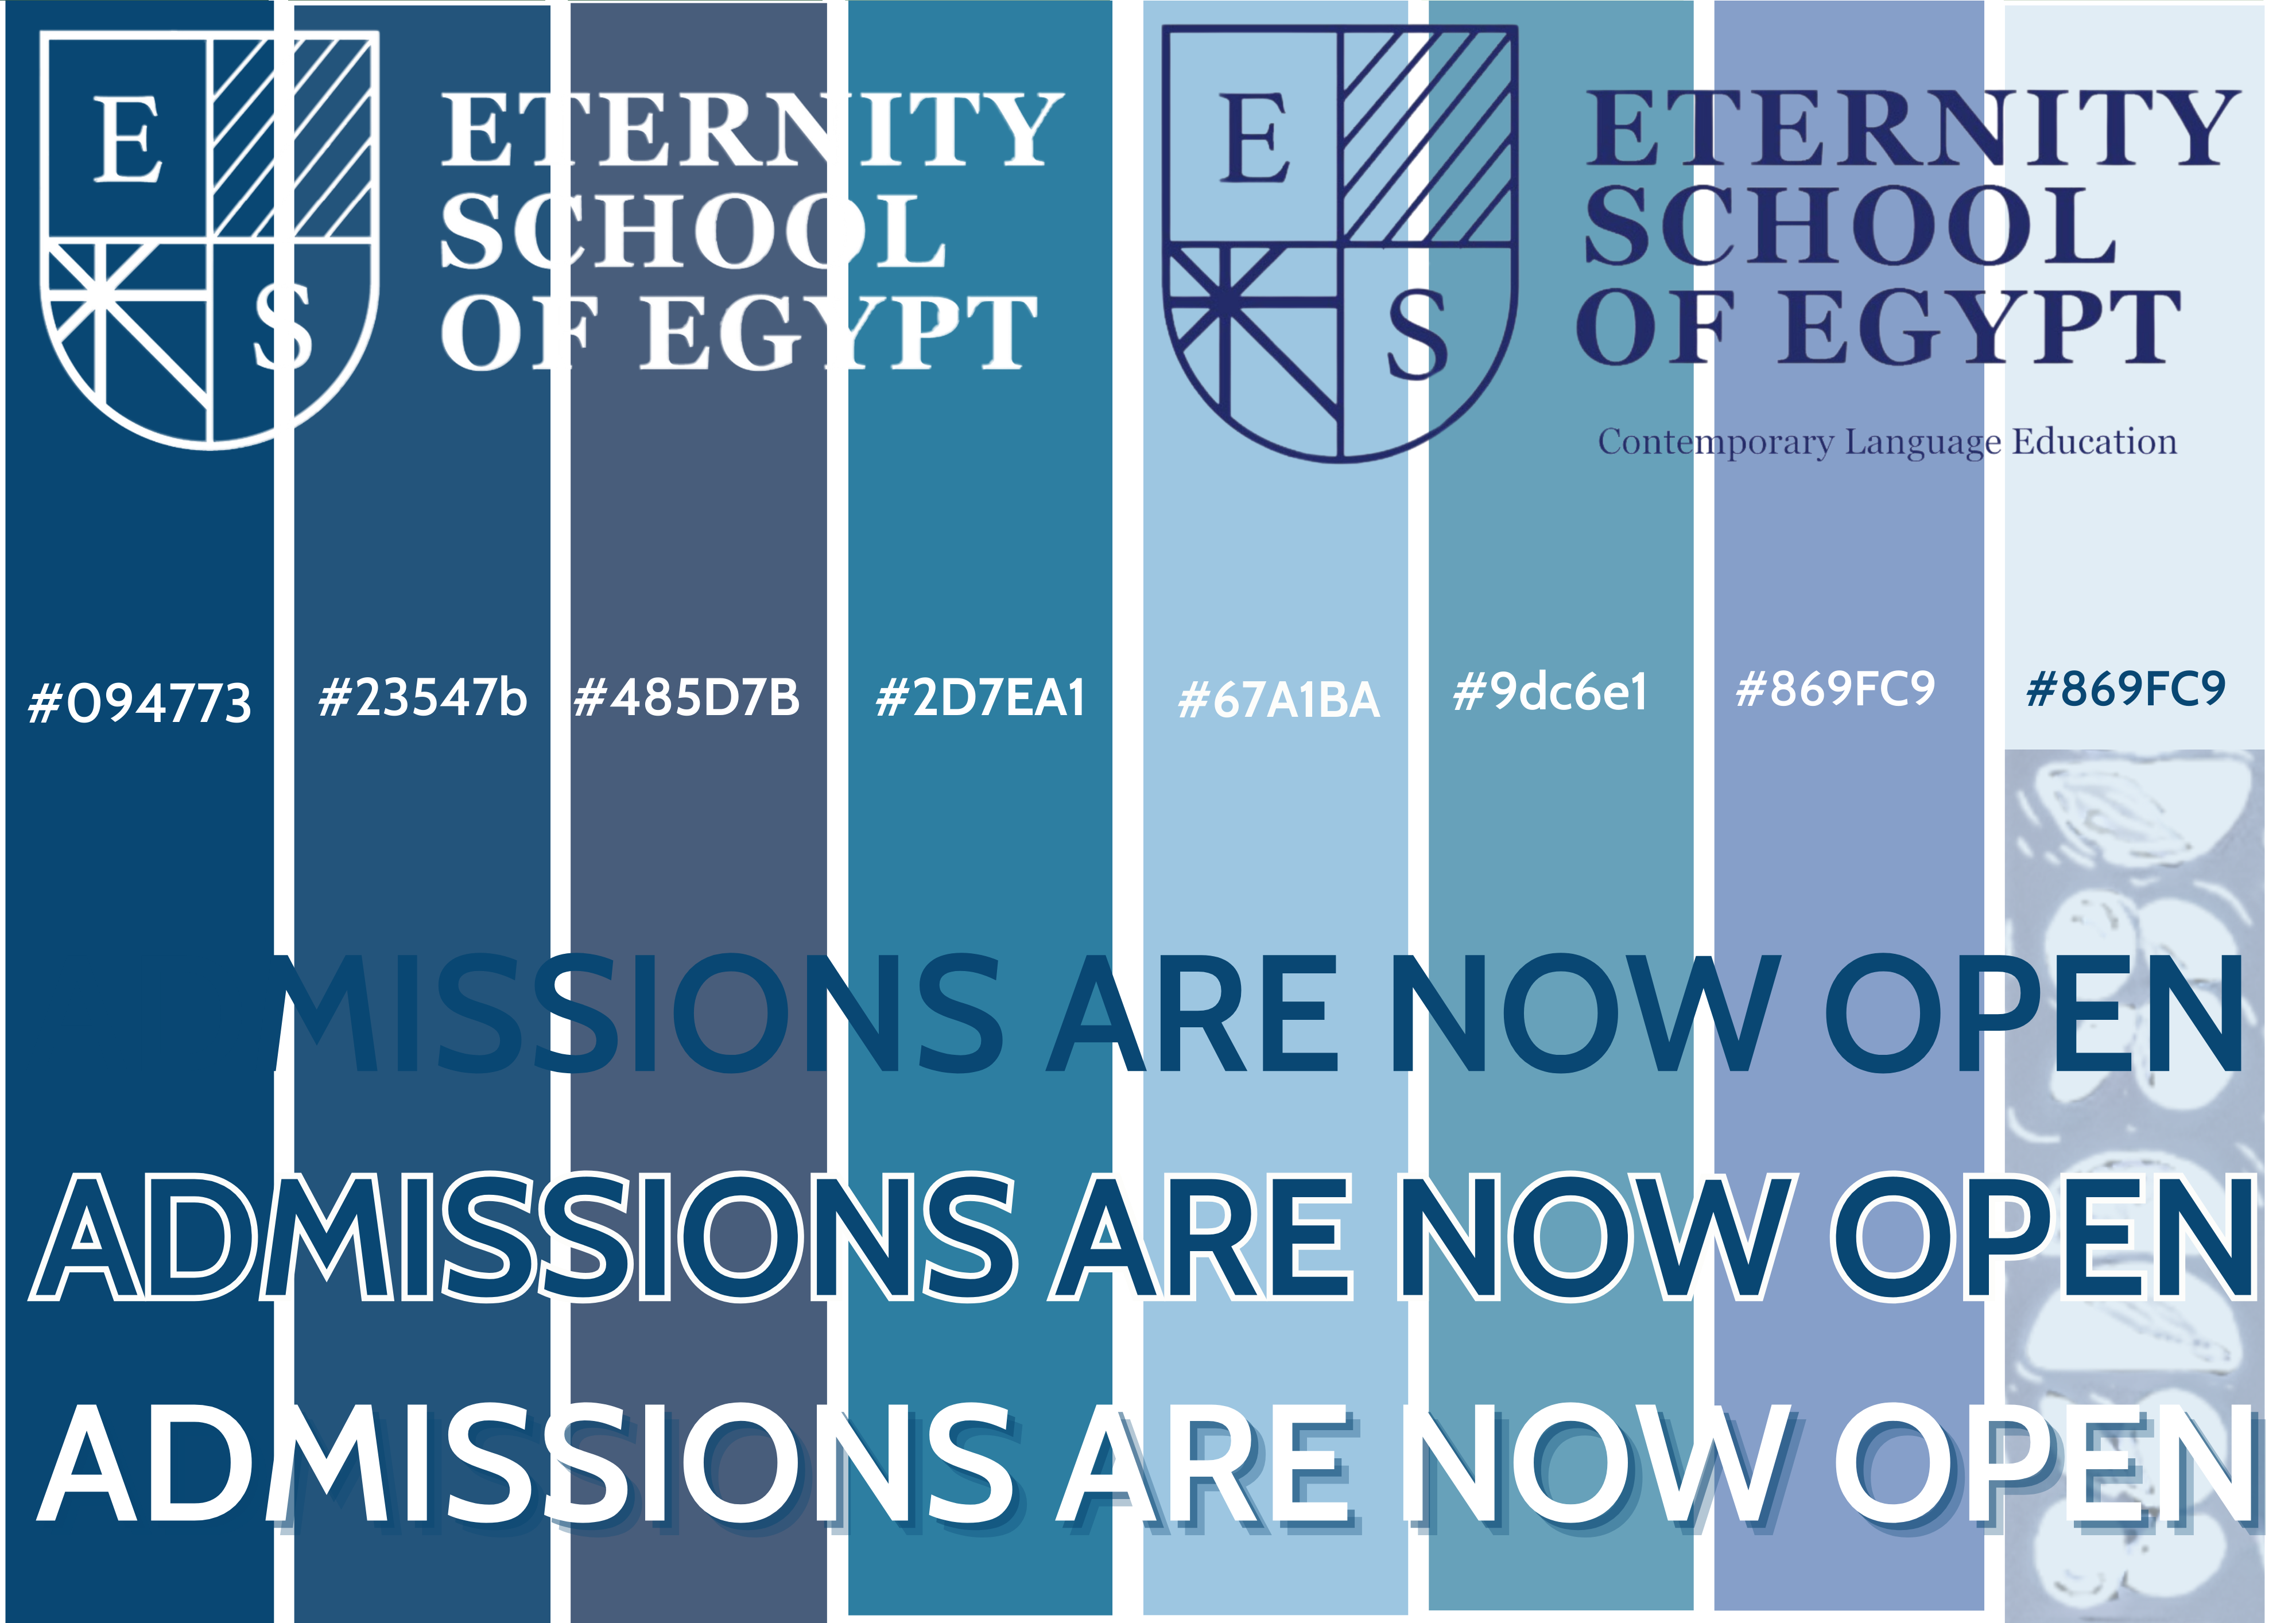 E
S
ETERNITY
SCHOOL
OF EGYPT
E
S
ETERNITY
SCHOOL
OF EGYPT
Contemporary Language Education
#094773 #23547b #485D7B #2D7EA1 #67A1BA #9dc6e1 #869FC9 #869FC9
MISSIONS ARE NOW OPEN
ADMISSIONS ARE NOW OPEN
ADMISSIONS ARE NOW OPEN